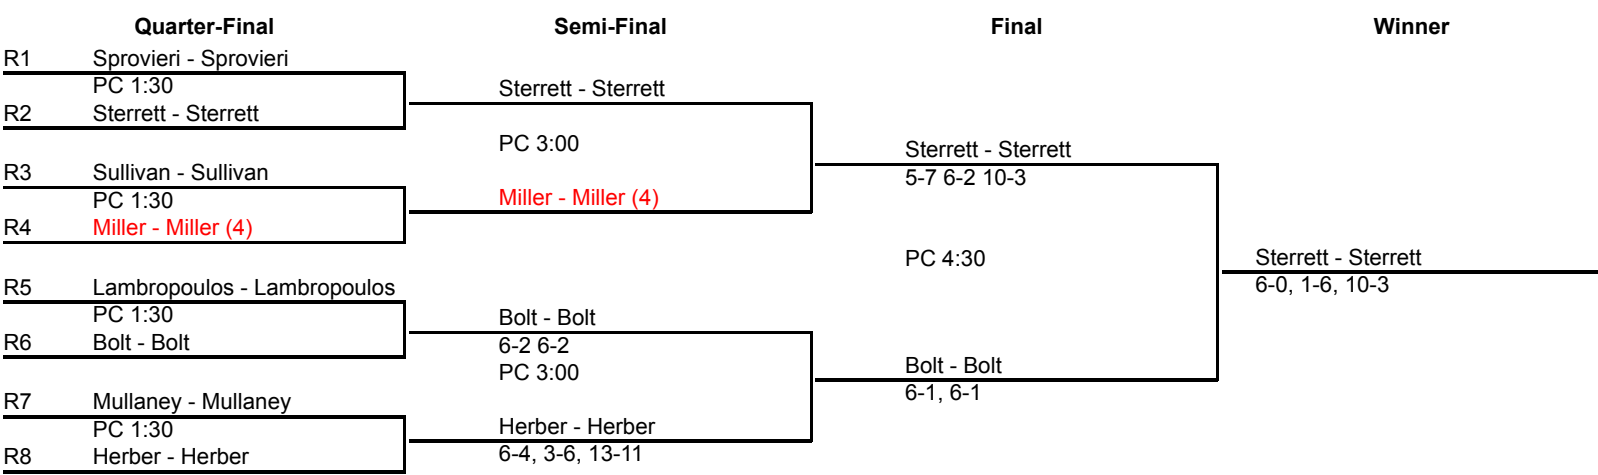 Quarter-Final Semi-Final Final Winner
R1 Sprovieri - Sprovieri
PC 1:30
Sterrett - Sterrett
R2 Sterrett - Sterrett
PC 3:00
Sterrett - Sterrett
R3 Sullivan - Sullivan
5-7 6-2 10-3
PC 1:30
Miller - Miller (4)
R4 Miller - Miller (4)
PC 4:30
Sterrett - Sterrett
R5 Lambropoulos - Lambropoulos
6-0, 1-6, 10-3
PC 1:30
Bolt - Bolt
R6 Bolt - Bolt
6-2 6-2
PC 3:00
Bolt - Bolt
6-1, 6-1
R7 Mullaney - Mullaney
PC 1:30
Herber - Herber
R8 Herber - Herber
6-4, 3-6, 13-11